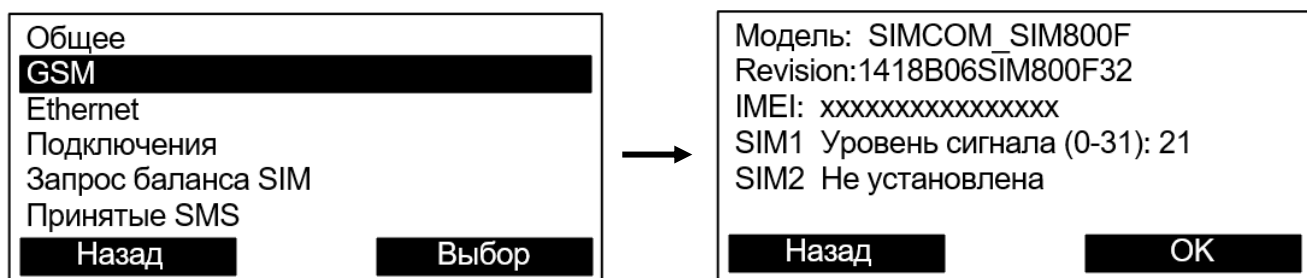 Общее
GSM
Ethernet
Подключения
Запрос баланса SIM
Принятые SMS
Назад Выбор
Модель: SIMCOM_SIM800F
Revision:1418B06SIM800F32
IMEI: xxxxxxxxxxxxxxxx
SIM1 Уровень сигнала (0-31): 21
SIM2 Не установлена
Назад OK